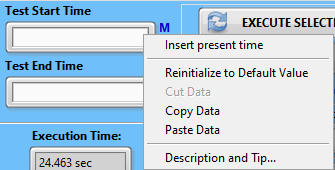 Test Start Time
M
EXECUTE SELECT
Insert present time
Reinitialize to Default Value
Test End Time
Cut Data
Copy Data
Paste Data
Execution Time:
Description and Tip...
24.463 sec